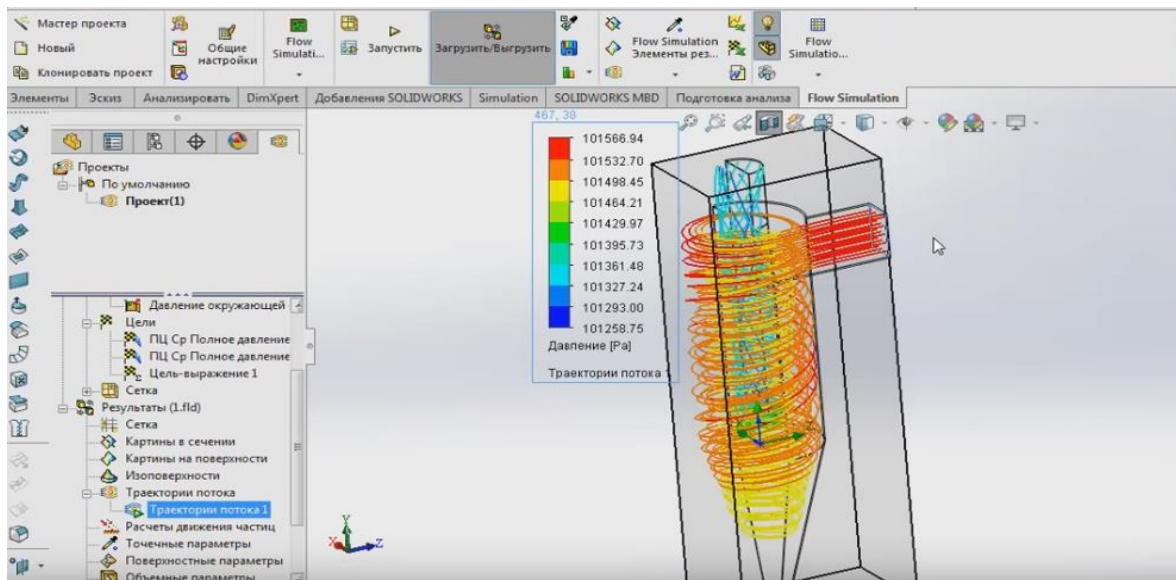 Мастер проекта
Новый
Клонировать проект
Общие настройки
Flow Simulati...
Запустить
Загрузить/Выгрузить
Flow Simulation Элементы рез...
Flow Simulatio...
Элементы Эскиз Анализировать DimXpert Добавления SOLIDWORKS Simulation SOLIDWORKS MBD Подготовка анализа Flow Simulation
Проекты
По умолчанию
Проект(1)
Давление окружающей
Цели
ПЦ Ср Полное давление
ПЦ Ср Полное давление
Цель-выражение 1
Сетка
Результаты (1.fld)
Сетка
Картины в сечении
Картины на поверхности
Изоповерхности
Траектории потока
Траектории потока 1
Расчеты движения частиц
Точечные параметры
Поверхностные параметры
Объемные параметры
467, 38
101566.94
101532.70
101498.45
101464.21
101429.97
101395.73
101361.48
101327.24
101293.00
101258.75
Давление [Pa]
Траектории потока
Y
X
Z